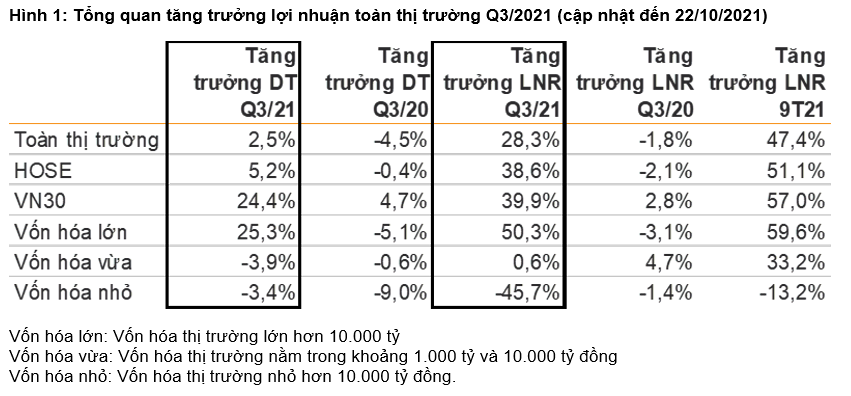 Hình 1: Tổng quan tăng trưởng lợi nhuận toàn thị trường Q3/2021 (cập nhật đến 22/10/2021)
Tăng Tăng Tăng Tăng Tăng
trưởng DT trưởng DT trưởng LNR trưởng LNR trưởng LNR
Q3/21 Q3/20 Q3/21 Q3/20 9T21
Toàn thị trường 2,5% -4,5% 28,3% -1,8% 47,4%
HOSE 5,2% -0,4% 38,6% -2,1% 51,1%
VN30 24,4% 4,7% 39,9% 2,8% 57,0%
Vốn hóa lớn 25,3% -5,1% 50,3% -3,1% 59,6%
Vốn hóa vừa -3,9% -0,6% 0,6% 4,7% 33,2%
Vốn hóa nhỏ -3,4% -9,0% -45,7% -1,4% -13,2%
Vốn hóa lớn: Vốn hóa thị trường lớn hơn 10.000 tỷ
Vốn hóa vừa: Vốn hóa thị trường nằm trong khoảng 1.000 tỷ và 10.000 tỷ đồng
Vốn hóa nhỏ: Vốn hóa thị trường nhỏ hơn 10.000 tỷ đồng.